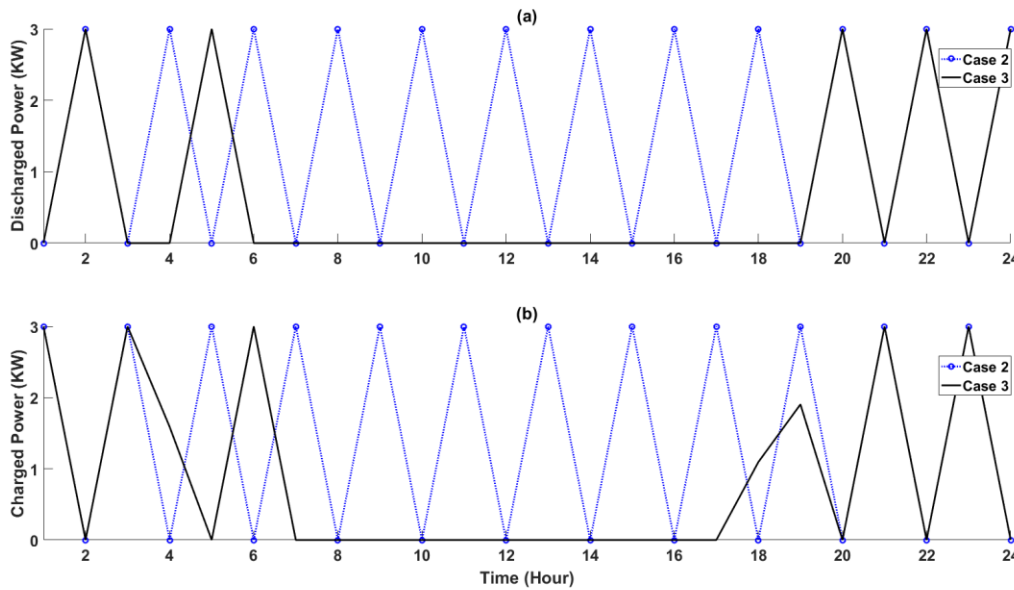 (a)
Discharged Power (KW)
3
2
1
0
2 4 6 8 10 12 14 16 18 20 22 24
Case 2
Case 3
(b)
Charged Power (KW)
3
2
1
0
2 4 6 8 10 12 14 16 18 20 22 24
Case 2
Case 3
Time (Hour)